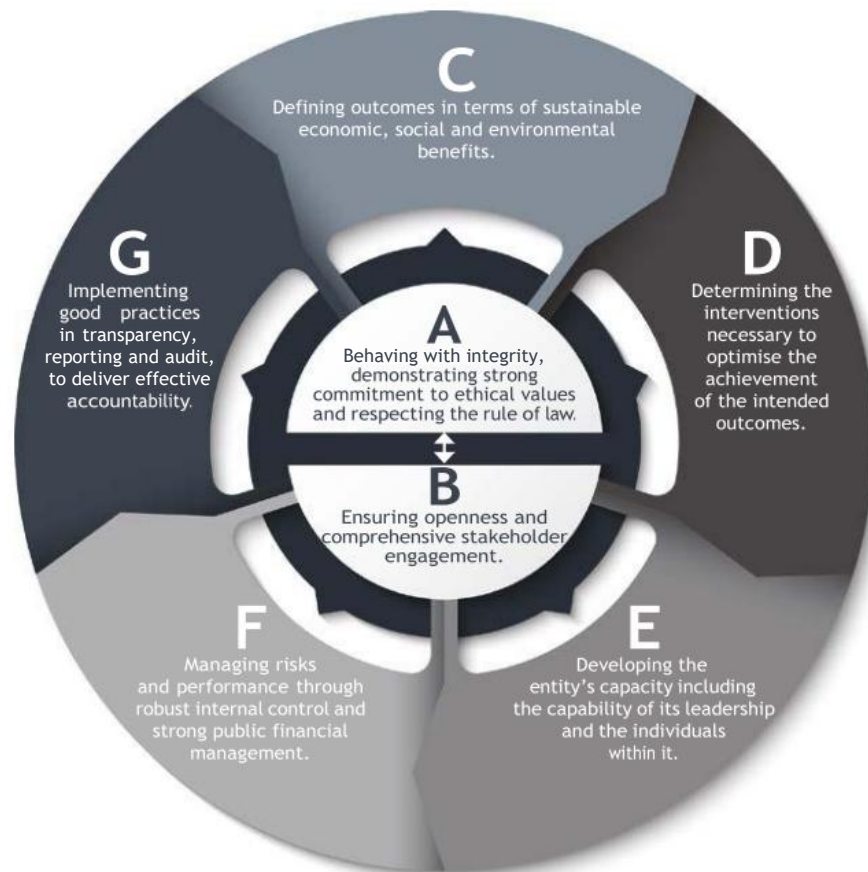 C
Defining outcomes in terms of sustainable
economic, social and environmental
benefits.
G
Implementing
good practices
in transparency,
reporting and audit,
to deliver effective
accountability.
A
Behaving with integrity,
demonstrating strong
commitment to ethical values
and respecting the rule of law.
D
Determining the
interventions
necessary to
optimise the
achievement
of the intended
outcomes.
B
Ensuring openness and
comprehensive stakeholder
engagement.
F
Managing risks
and performance through
robust internal control and
strong public financial
management.
E
Developing the
entity's capacity including
the capability of its leadership
and the individuals
within it.